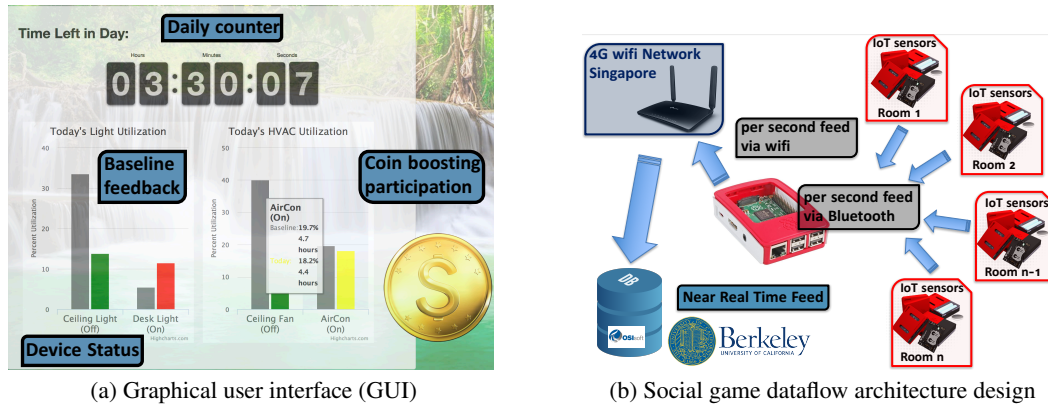 Time Left in Day:
Daily counter
Hours
Minutes
Seconds
03:30:07
Today's Light Utilization
Today's HVAC Utilization
Baseline
feedback
Coin boosting
participation
Percent Utilization
40
30
20
10
0
Percent Utilization
50
40
30
20
10
0
AirCon
(On)
Baseline:19.7%
4.7
hours
18.2%
4.4
hours
S
Ceiling Light
(Off)
Desk Light
(On)
Highcharts.com
Ceiling Fan
(Off)
AirCon
(On)
Highcharts.com
Device Status
(a) Graphical user interface (GUI)
4G wifi Network
Singapore
per second feed
via wifi
per second feed
via Bluetooth
IoT sensors
Room 1
IoT sensors
Room 2
IoT sensors
Room n-1
IoT sensors
Room n
DB
OSIsoft
Near Real Time Feed
Berkeley
UNIVERSITY OF CALIFORNIA
(b) Social game dataflow architecture design